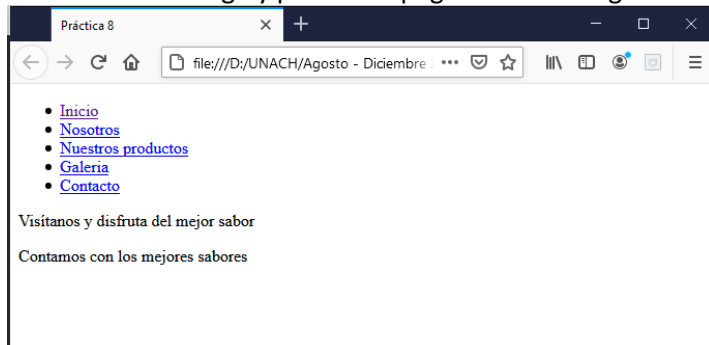 Práctica 8
file:///D:/UNACH/Agosto - Diciembre
Inicio
Nosotros
Nuestros productos
Galeria
Contacto
Visítanos y disfruta del mejor sabor
Contamos con los mejores sabores